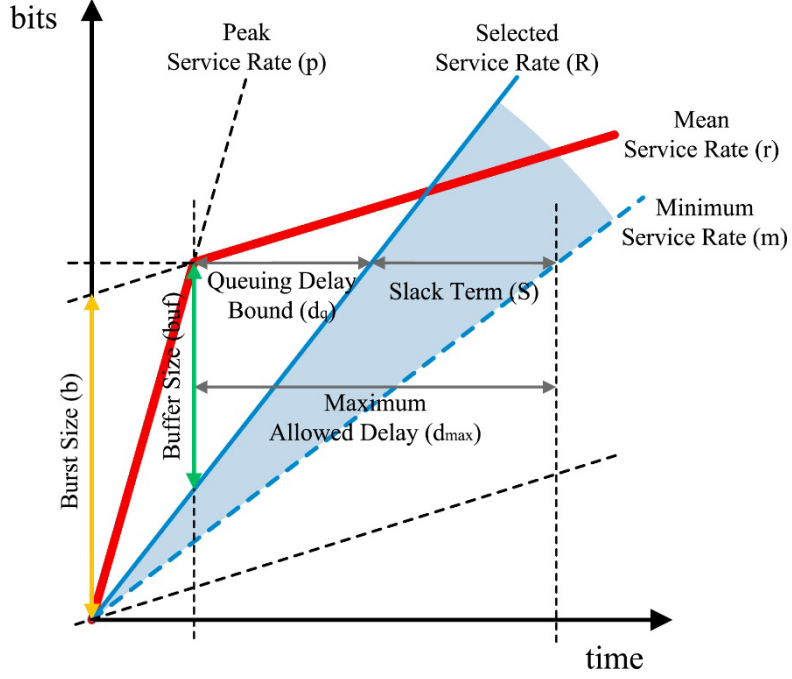 bits
Peak
Service Rate (p)
Selected
Service Rate (R)
Mean
Service Rate (r)
Minimum
Service Rate (m)
Queuing Delay
Bound (dq)
Slack Term (S)
Buffer Size (buf)
Maximum
Allowed Delay (dmax)
Burst Size (b)
time